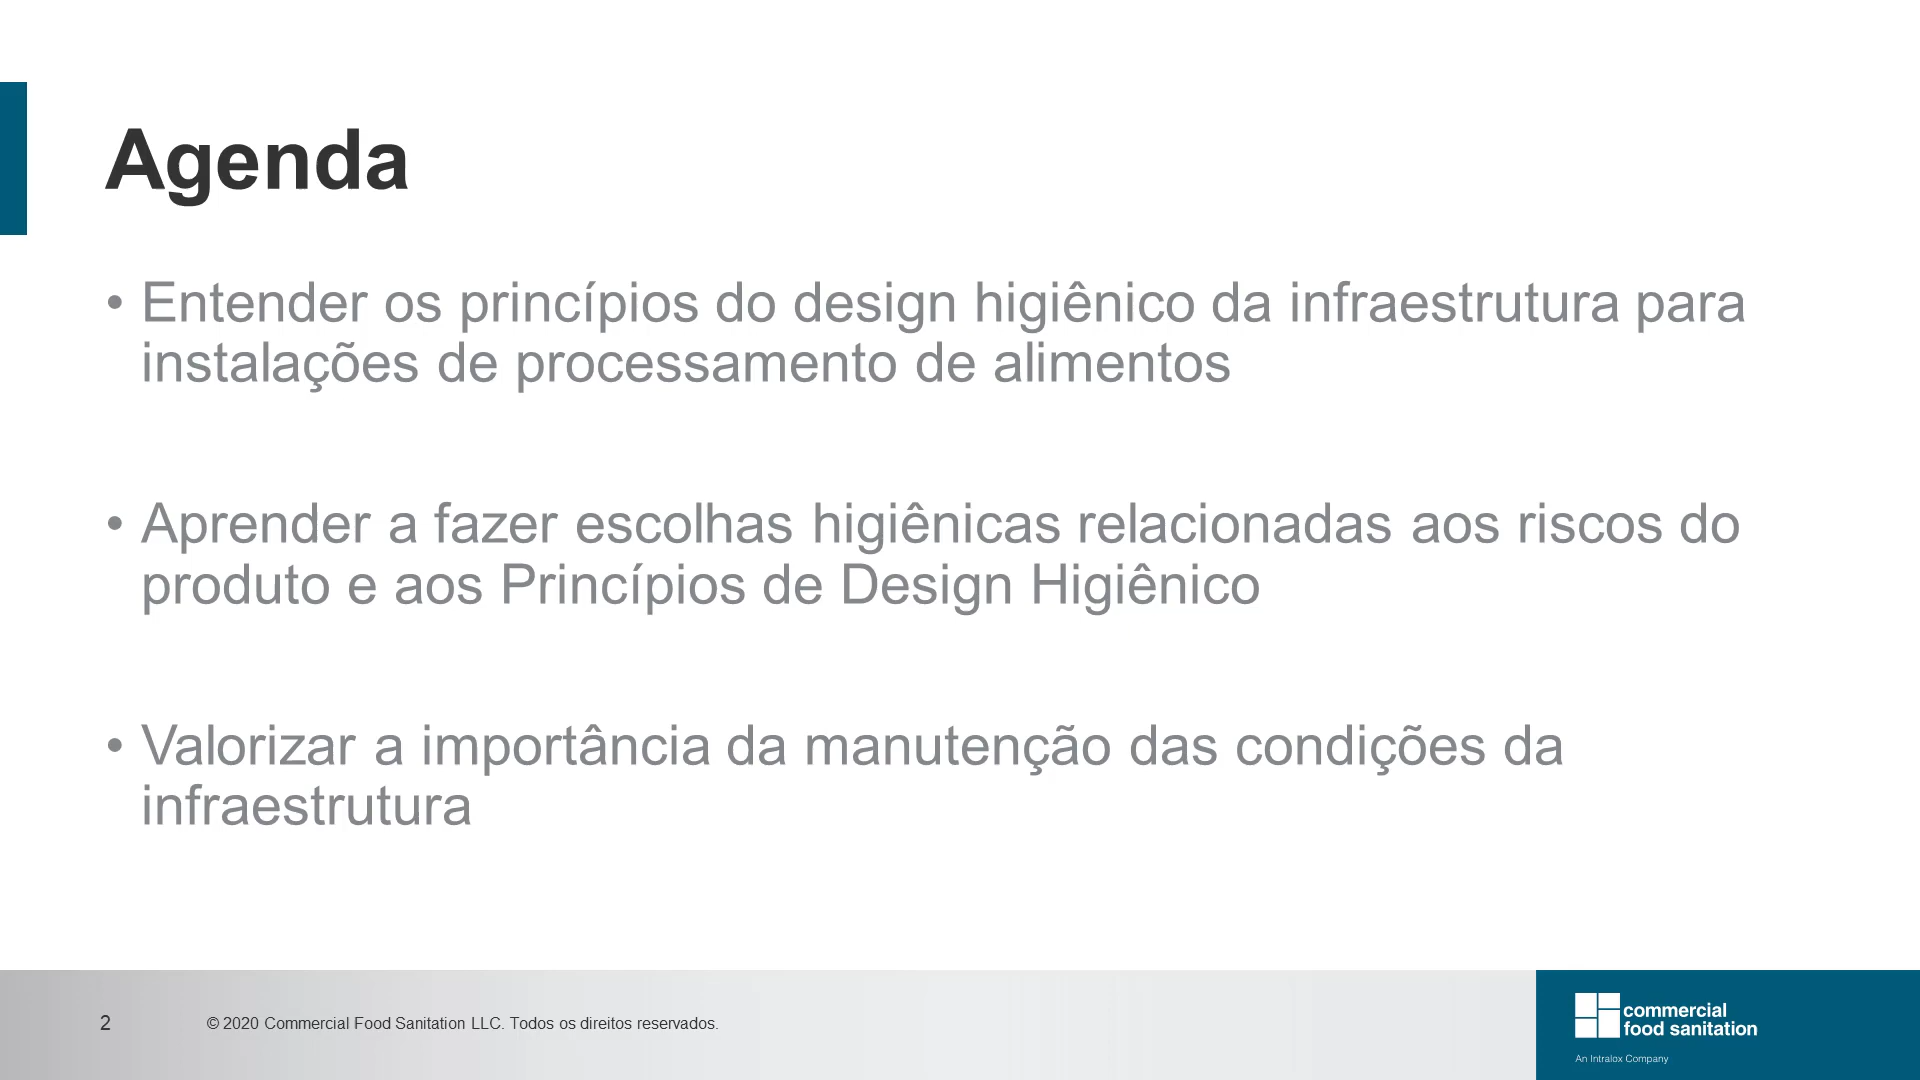 Agenda
• Entender os princípios do design higiênico da infraestrutura para
instalações de processamento de alimentos
• Aprender a fazer escolhas higiênicas relacionadas aos riscos do
produto e aos Princípios de Design Higiênico
• Valorizar a importância da manutenção das condições da
infraestrutura
2
© 2020 Commercial Food Sanitation LLC. Todos os direitos reservados.
commercial
food sanitation
An Intralox Company